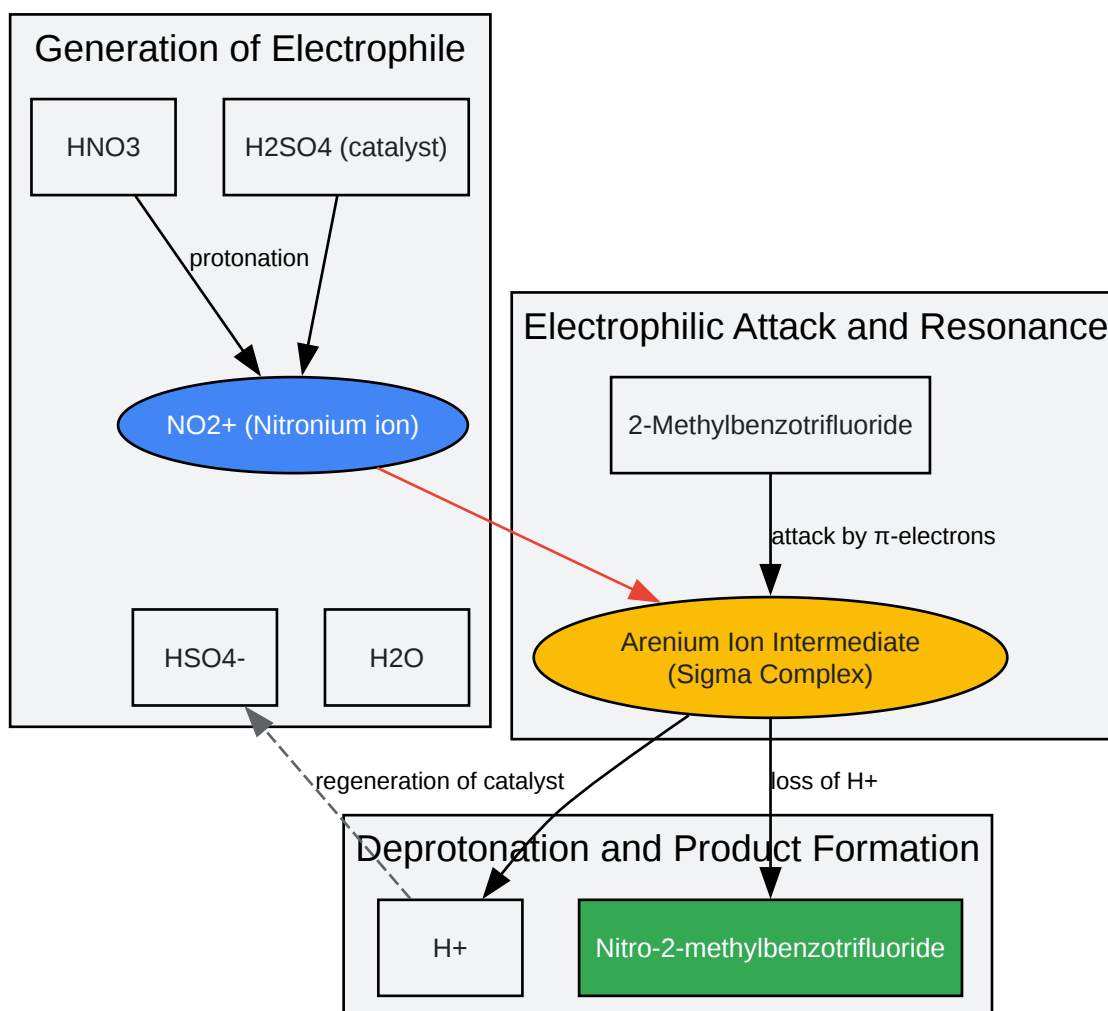 Generation of Electrophile
HNO3
H2SO4 (catalyst)
protonation
NO2+ (Nitronium ion)
HSO4-
H2O
Electrophilic Attack and Resonance
2-Methylbenzotrifluoride
attack by π-electrons
Arenium Ion Intermediate
(Sigma Complex)
regeneration of catalyst
loss of H+
Deprotonation and Product Formation
H+
Nitro-2-methylbenzotrifluoride